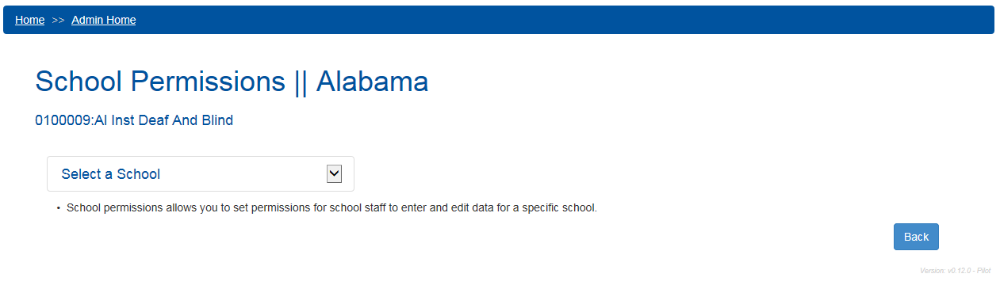 Home >> Admin Home
School Permissions || Alabama
0100009:Al Inst Deaf And Blind
Select a School
• School permissions allows you to set permissions for school staff to enter and edit data for a specific school.
Back
Version: v0.12.0 - Pilot